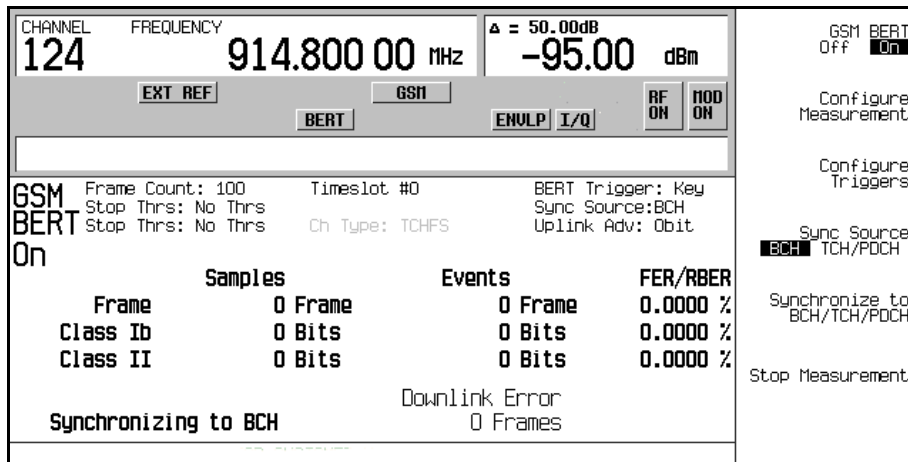 CHANNEL FREQUENCY Δ = 50.00dB
124 914.800 00 MHz -95.00 dBm
EXT REF GSM RF ON MOD ON
BERT ENVLP I/Q
GSM BERT On
Frame Count: 100 Timeslot #0 BERT Trigger: Key
Stop Thrs: No Thrs Sync Source:BCH
Stop Thrs: No Thrs Ch Type: TCHFS Uplink Adv: 0bit
Samples Events FER/RBER
Frame 0 Frame 0 Frame 0.0000 %
Class Ib 0 Bits 0 Bits 0.0000 %
Class II 0 Bits 0 Bits 0.0000 %
Downlink Error
Synchronizing to BCH 0 Frames
GSM BERT
Off On
Configure
Measurement
Configure
Triggers
Sync Source
BCH TCH/PDCH
Synchronize to
BCH/TCH/PDCH
Stop Measurement